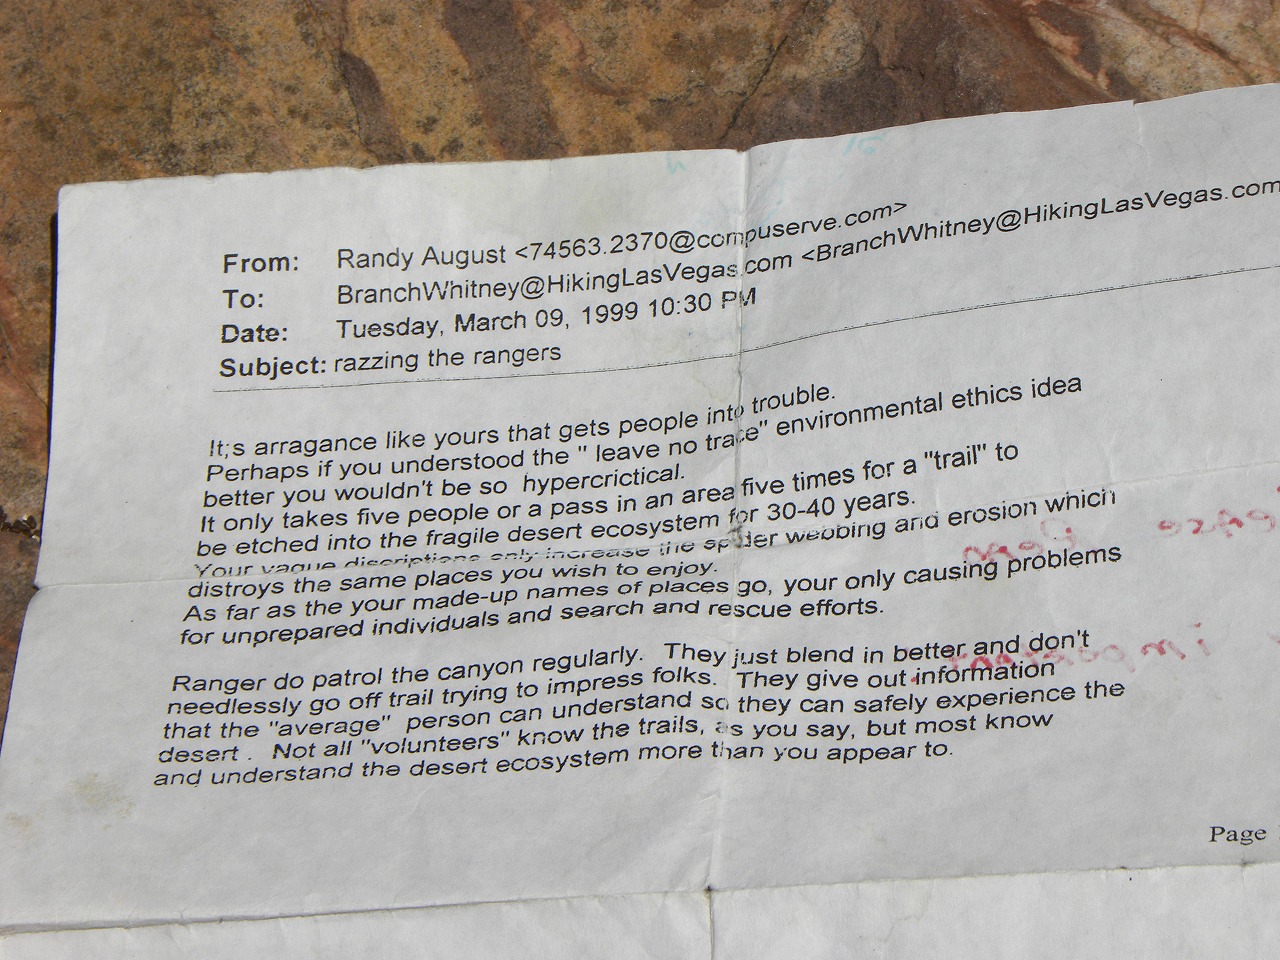 From: Randy August <74563.2370@compuserve.com>
To: BranchWhitney@HikingLasVegas.com <BranchWhitney@HikingLasVegas.com
Date: Tuesday, March 09, 1999 10:30 PM
Subject: razzing the rangers
It;s arragance like yours that gets people into trouble.
Perhaps if you understood the " leave no trace" environmental ethics idea
better you wouldn't be so hypercrictical.
It only takes five people or a pass in an area five times for a "trail" to
be etched into the fragile desert ecosystem for 30-40 years.
Your vague discriptions only increase the spider webbing and erosion which
distroys the same places you wish to enjoy.
As far as the your made-up names of places go, your only causing problems
for unprepared individuals and search and rescue efforts.
Ranger do patrol the canyon regularly. They just blend in better and don't
needlessly go off trail trying to impress folks. They give out information
that the "average" person can understand so they can safely experience the
desert . Not all "volunteers" know the trails, as you say, but most know
and understand the desert ecosystem more than you appear to.
Page